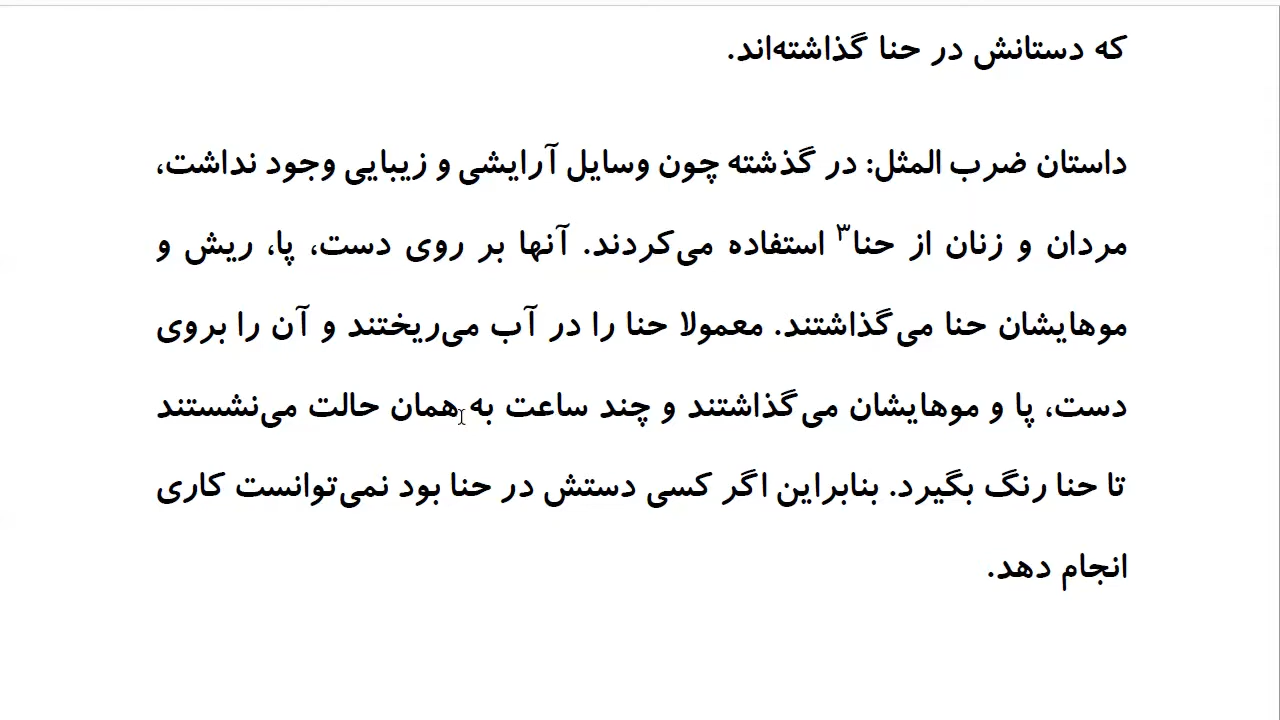 که دستانش در حنا گذاشته‌اند.
داستان ضرب المثل: در گذشته چون وسایل آرایشی و زیبایی وجود نداشت،
مردان و زنان از حنا۳ استفاده می‌کردند. آنها بر روی دست، پا، ریش و
موهایشان حنا می‌گذاشتند. معمولا حنا را در آب می‌ریختند و آن را بروی
دست، پا و موهایشان می‌گذاشتند و چند ساعت به همان حالت می‌نشستند
تا حنا رنگ بگیرد. بنابراین اگر کسی دستش در حنا بود نمی‌توانست کاری
انجام دهد.